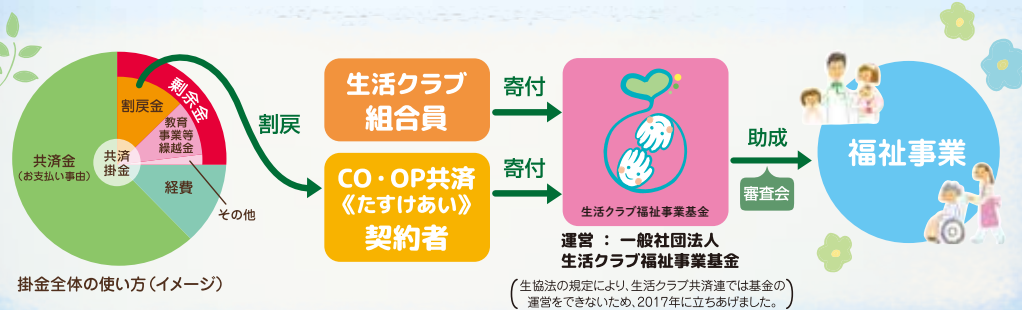 剰余金
割戻金
教育
事業等
繰越金
共済
掛金
共済金
(お支払い事由)
経費
その他
掛金全体の使い方(イメージ)
割戻
生活クラブ
組合員
CO・OP共済
《たすけあい》
契約者
寄付
寄付
生活クラブ福祉事業基金
運営 : 一般社団法人
生活クラブ福祉事業基金
(生協法の規定により、生活クラブ共済連では基金の
運営をできないため、2017年に立ちあげました。)
助成
審査会
福祉事業